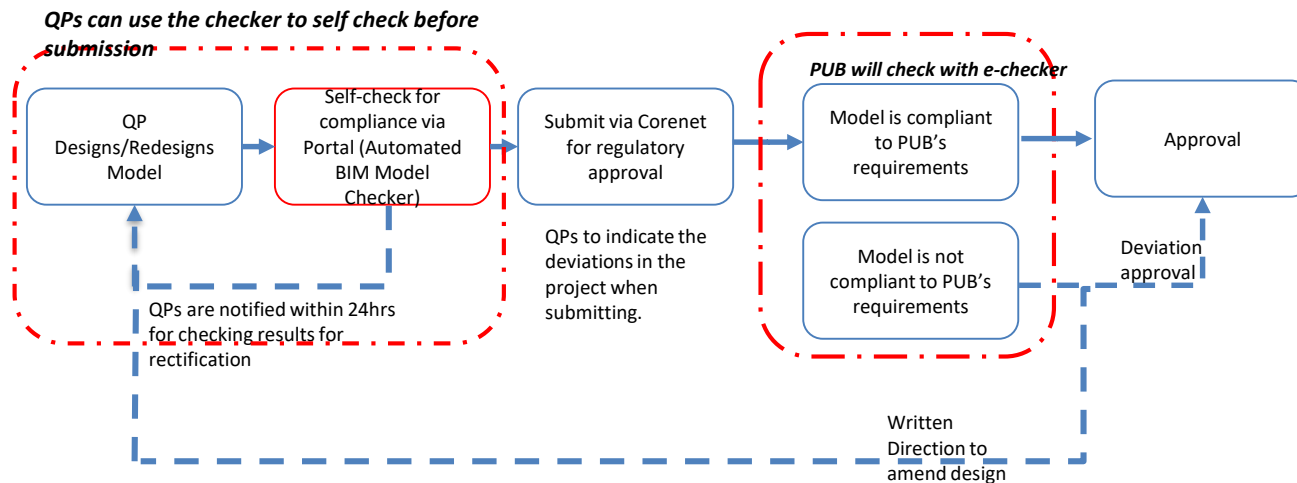 QPs can use the checker to self check before
submission
PUB will check with e-checker
QP
Designs/Redesigns
Model
Self-check for
compliance via
Portal (Automated
BIM Model
Checker)
Submit via Corenet
for regulatory
approval
Model is compliant
to PUB's
requirements
Approval
QPs are notified within 24hrs
for checking results for
rectification
QPs to indicate the
deviations in the
project when
submitting.
Model is not
compliant to PUB's
requirements
Deviation
approval
Written
Direction to
amend design